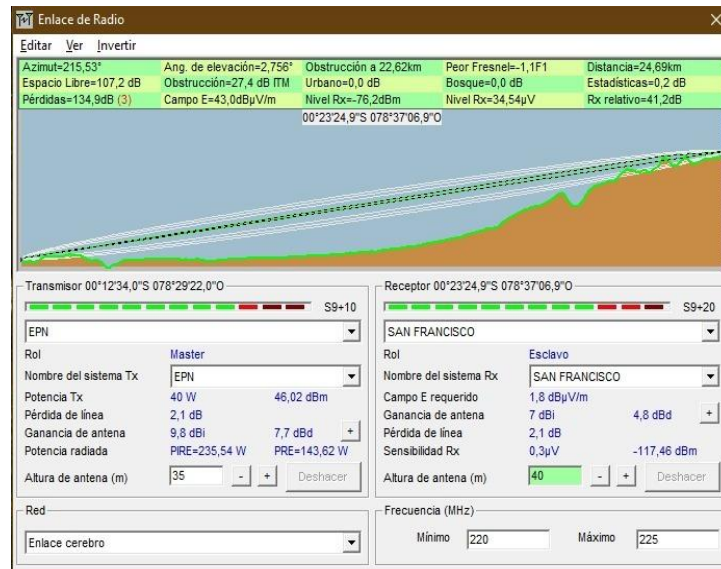 Enlace de Radio
Editar Ver Invertir
Azimut=215,53° Ang. de elevación=2,756° Obstrucción a 22,62km Peor Fresnel=-1,1F1 Distancia=24,69km
Espacio Libre=107,2 dB Obstrucción=27,4 dB ITM Urbano=0,0 dB Bosque=0,0 dB Estadísticas=0,2 dB
Pérdidas=134,9dB (3) Campo E=43,0dBµV/m Nivel Rx=-76,2dBm Nivel Rx=34,54µV Rx relativo=41,2dB
00°23'24,9"S 078°37'06,9"O
Transmisor 00°12'34,0"S 078°29'22,0"O Receptor 00°23'24,9"S 078°37'06,9"O
S9+10 S9+20
EPN SAN FRANCISCO
Rol Master Rol Esclavo
Nombre del sistema Tx EPN Nombre del sistema Rx SAN FRANCISCO
Potencia Tx 40 W 46,02 dBm Campo E requerido 1,8 dBµV/m
Pérdida de línea 2,1 dB Ganancia de antena 7 dBi 4,8 dBd +
Ganancia de antena 9,8 dBi 7,7 dBd + Pérdida de línea 2,1 dB
Potencia radiada PIRE=235,54 W PRE=143,62 W Sensibilidad Rx 0,3µV -117,46 dBm
Altura de antena (m) 35 - + Deshacer Altura de antena (m) 40 - + Deshacer
Red Frecuencia (MHz)
Enlace cerebro Mínimo 220 Máximo 225